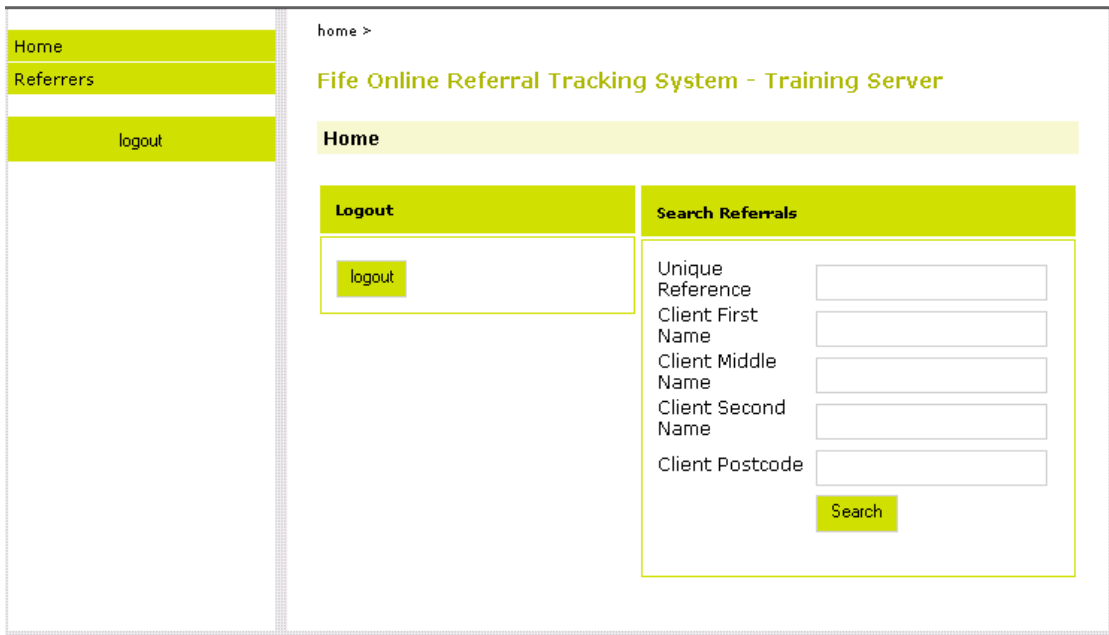 Home
Referrers
logout
home >
Fife Online Referral Tracking System - Training Server
Home
Logout
logout
Search Referrals
Unique
Reference
Client First
Name
Client Middle
Name
Client Second
Name
Client Postcode
Search